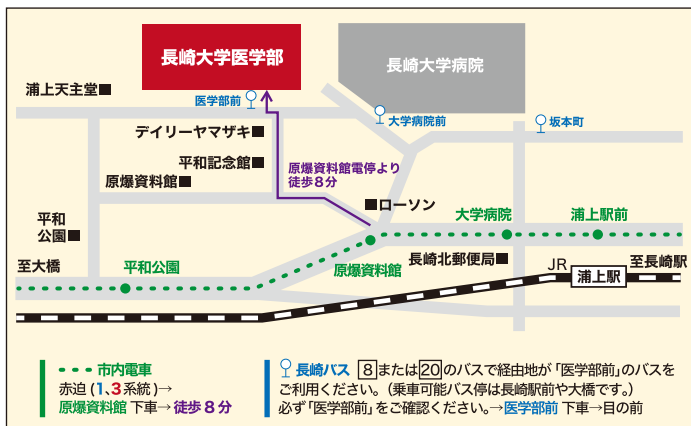 長崎大学医学部
長崎大学病院
浦上天主堂
医学部前
大学病院前
坂本町
デイリーヤマザキ
平和記念館
原爆資料館
原爆資料館電停より
徒歩8分
ローソン
平和
公園
大学病院
浦上駅前
至大橋
平和公園
原爆資料館
長崎北郵便局
JR
浦上駅
至長崎駅
市内電車
赤迫(1、3系統)→
原爆資料館 下車→徒歩8分
長崎バス 8または20のバスで経由地が「医学部前」のバスを
ご利用ください。(乗車可能バス停は長崎駅前や大橋です。)
必ず「医学部前」をご確認ください。→医学部前 下車→目の前